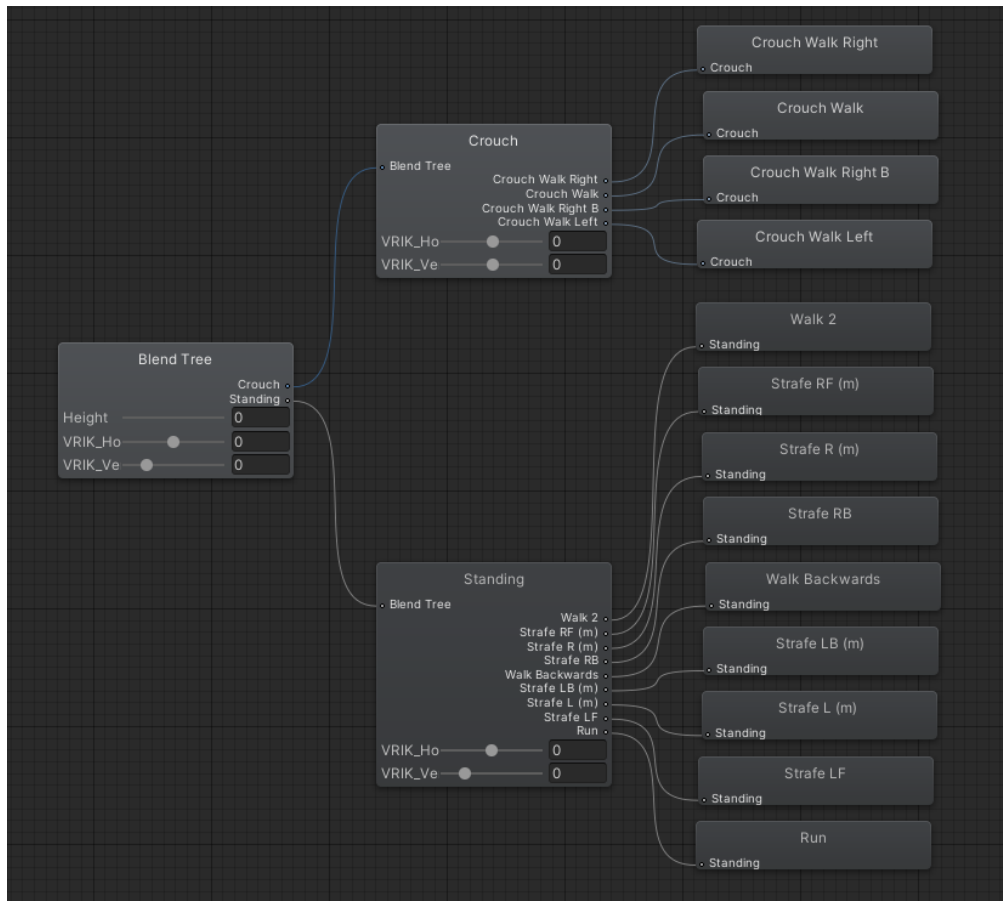 Blend Tree
Crouch
Standing
Height 0
VRIK_Ho 0
VRIK_Ve 0
Crouch
Blend Tree
Crouch Walk Right
Crouch Walk
Crouch Walk Right B
Crouch Walk Left
VRIK_Ho 0
VRIK_Ve 0
Standing
Blend Tree
Walk 2
Strafe RF (m)
Strafe R (m)
Strafe RB
Walk Backwards
Strafe LB (m)
Strafe L (m)
Strafe LF
Run
VRIK_Ho 0
VRIK_Ve 0
Crouch Walk Right
Crouch
Crouch Walk
Crouch
Crouch Walk Right B
Crouch
Crouch Walk Left
Crouch
Walk 2
Standing
Strafe RF (m)
Standing
Strafe R (m)
Standing
Strafe RB
Standing
Walk Backwards
Standing
Strafe LB (m)
Standing
Strafe L (m)
Standing
Strafe LF
Standing
Run
Standing